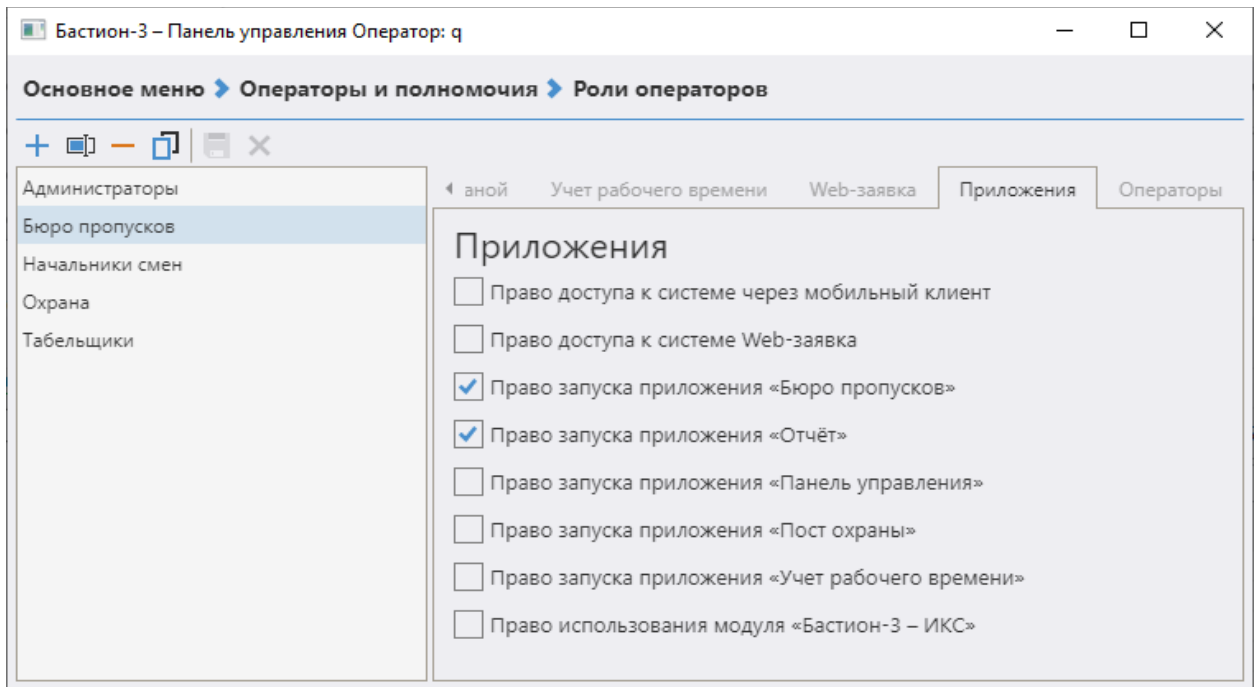 Бастион-3 – Панель управления Оператор: q
Основное меню Операторы и полномочия Роли операторов
Администраторы
Бюро пропусков
Начальники смен
Охрана
Табельщики
аной Учет рабочего времени Web-заявка Приложения Операторы
Приложения
Право доступа к системе через мобильный клиент
Право доступа к системе Web-заявка
Право запуска приложения «Бюро пропусков»
Право запуска приложения «Отчёт»
Право запуска приложения «Панель управления»
Право запуска приложения «Пост охраны»
Право запуска приложения «Учет рабочего времени»
Право использования модуля «Бастион-3 – ИКС»